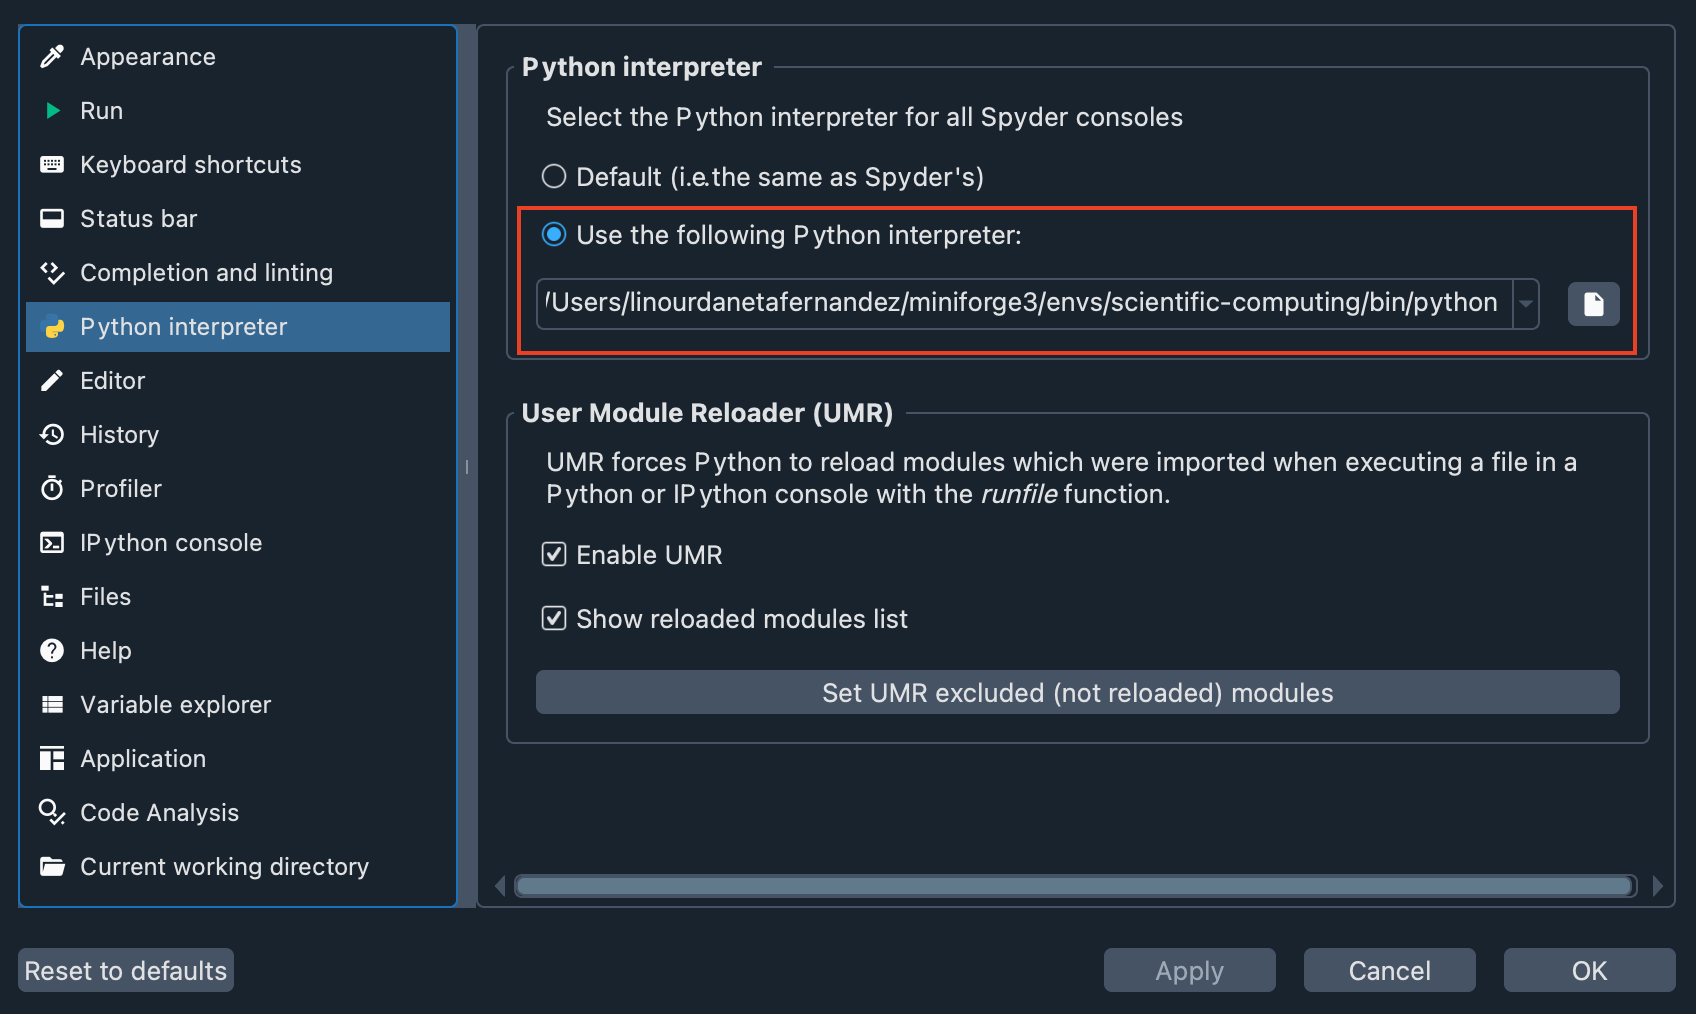 Appearance
Run
Keyboard shortcuts
Status bar
Completion and linting
Python interpreter
Editor
History
Profiler
IPython console
Files
Help
Variable explorer
Application
Code Analysis
Current working directory
Python interpreter
Select the Python interpreter for all Spyder consoles
Default (i.e.the same as Spyder's)
Use the following Python interpreter:
/Users/linourdanetafernandez/miniforge3/envs/scientific-computing/bin/python
User Module Reloader (UMR)
UMR forces Python to reload modules which were imported when executing a file in a
Python or IPython console with the runfile function.
Enable UMR
Show reloaded modules list
Set UMR excluded (not reloaded) modules
Reset to defaults
Apply
Cancel
OK